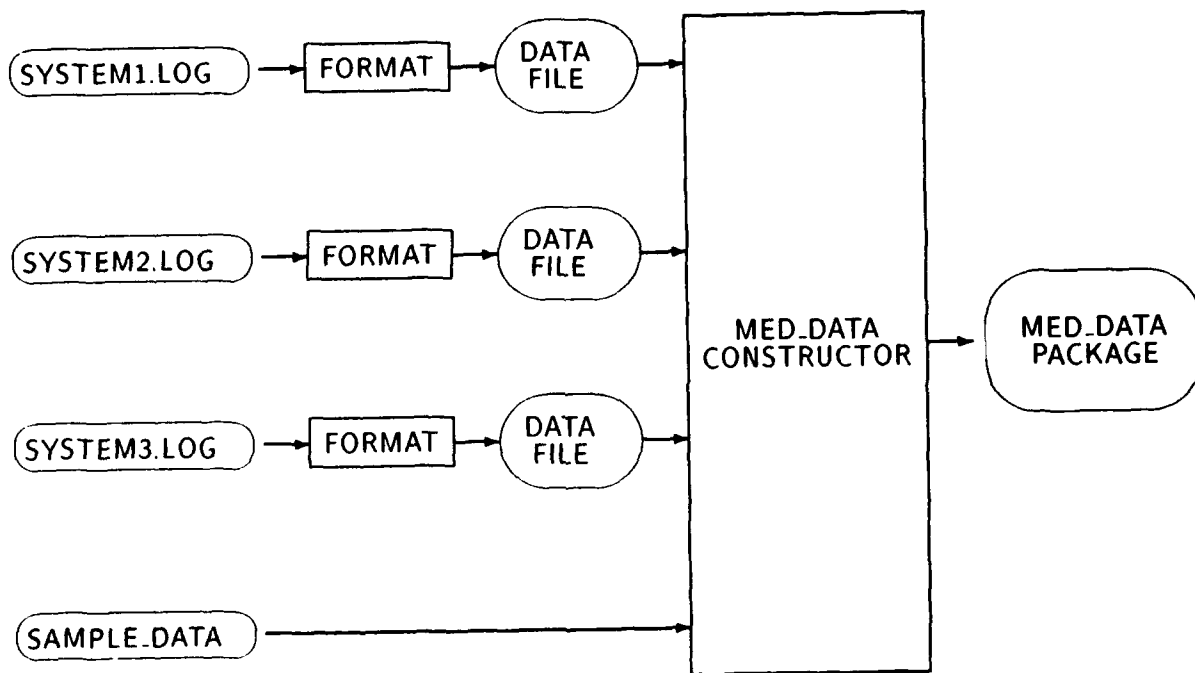 SYSTEM1.LOG
FORMAT
DATA
FILE
SYSTEM2.LOG
FORMAT
DATA
FILE
MED_DATA
CONSTRUCTOR
MED_DATA
PACKAGE
SYSTEM3.LOG
FORMAT
DATA
FILE
SAMPLE_DATA